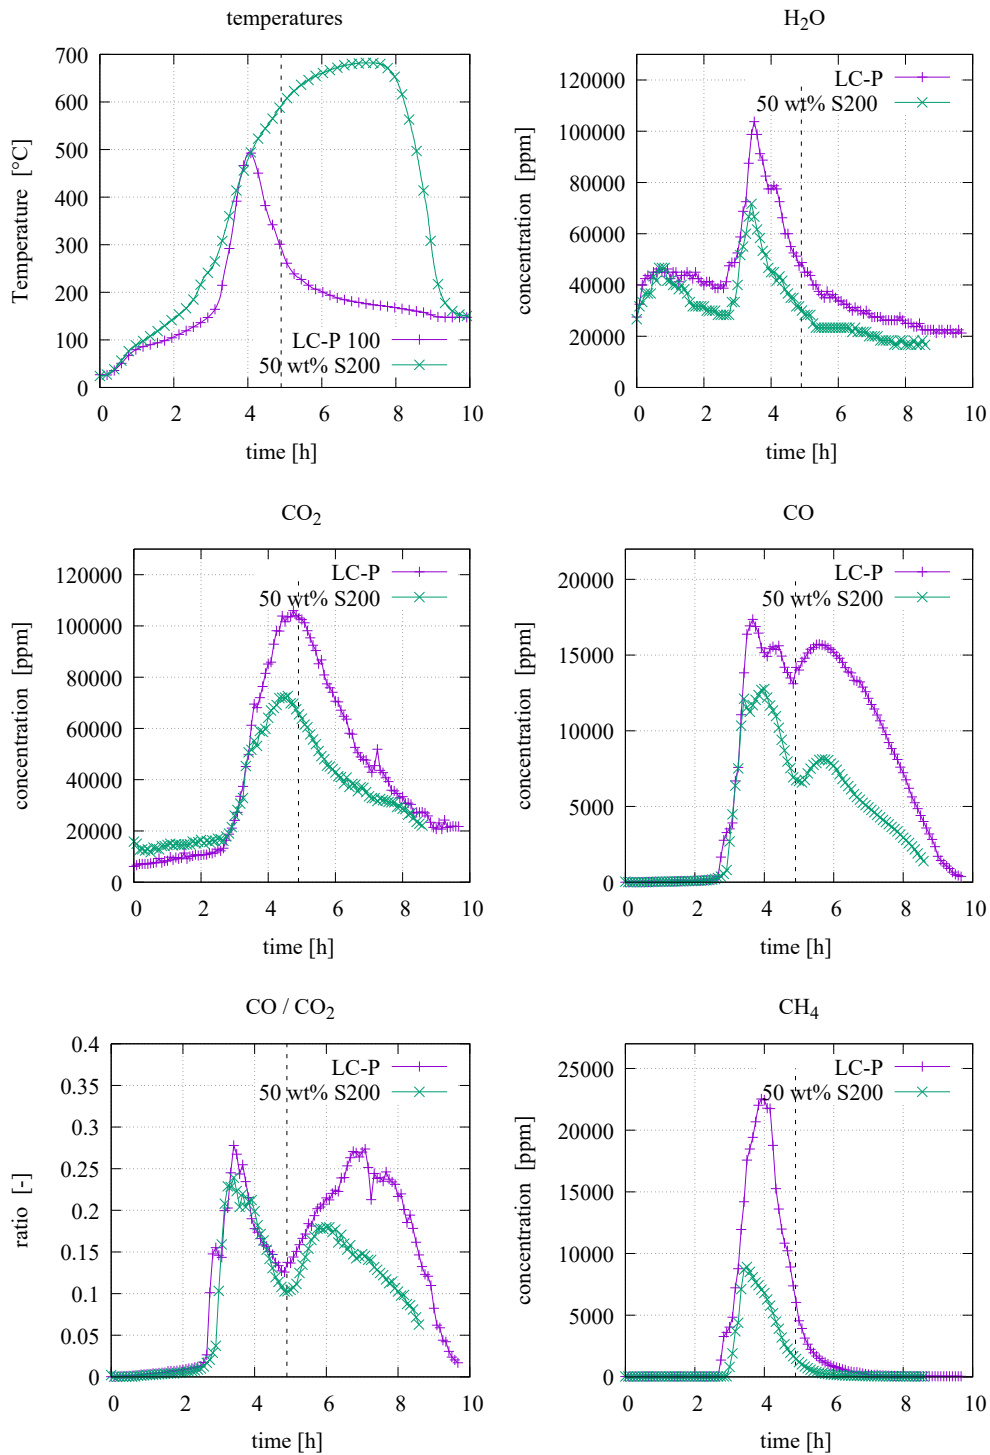 temperatures
700
600
500
400
300
200
100
0
Temperature [°C]
LC-P 100
50 wt% S200
0 2 4 6 8 10
time [h]
H₂O
120000
100000
80000
60000
40000
20000
0
concentration [ppm]
LC-P
50 wt% S200
0 2 4 6 8 10
time [h]
CO₂
120000
100000
80000
60000
40000
20000
0
concentration [ppm]
LC-P
50 wt% S200
0 2 4 6 8 10
time [h]
CO
20000
15000
10000
5000
0
concentration [ppm]
LC-P
50 wt% S200
0 2 4 6 8 10
time [h]
CO / CO₂
0.4
0.35
0.3
0.25
0.2
0.15
0.1
0.05
0
ratio [-]
LC-P
50 wt% S200
0 2 4 6 8 10
time [h]
CH₄
25000
20000
15000
10000
5000
0
concentration [ppm]
LC-P
50 wt% S200
0 2 4 6 8 10
time [h]